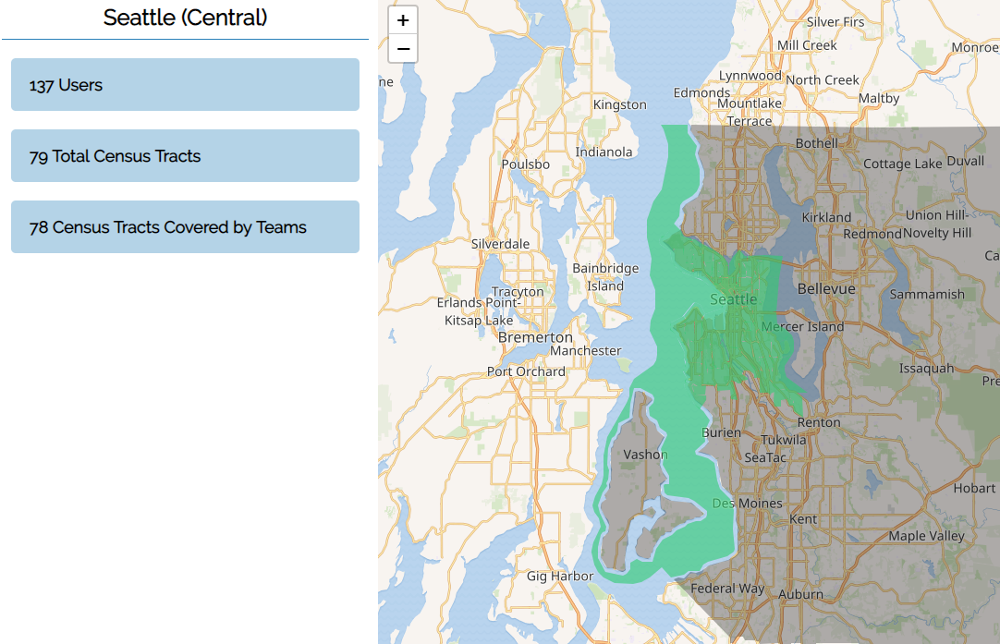 Seattle (Central)
137 Users
79 Total Census Tracts
78 Census Tracts Covered by Teams
+
−
Silver Firs
Mill Creek
Monroe
Lynnwood
North Creek
ne
Edmonds
Maltby
Kingston
Mountlake
Terrace
Bothell
Indianola
Poulsbo
Cottage Lake
Duvall
Kirkland
Union Hill-
Novelty Hill
Redmond
Silverdale
Ca
Bainbridge
Island
Tracyton
Bellevue
Sammamish
Seattle
Erlands Point-
Kitsap Lake
Mercer Island
Bremerton
Manchester
Port Orchard
Issaquah
Pre
Renton
Burien
Tukwila
Vashon
SeaTac
Hobart
Des Moines
Kent
Maple Valley
Gig Harbor
Federal Way
Auburn